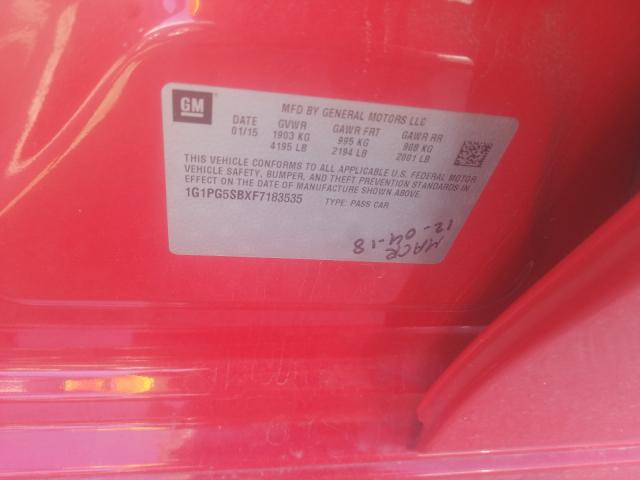 GM
MFD BY GENERAL MOTORS LLC
DATE GVWR GAWR FRT GAWR RR
01/15 1903 KG 995 KG 908 KG
4195 LB 2194 LB 2001 LB
THIS VEHICLE CONFORMS TO ALL APPLICABLE U.S. FEDERAL MOTOR
VEHICLE SAFETY, BUMPER, AND THEFT PREVENTION STANDARDS IN
EFFECT ON THE DATE OF MANUFACTURE SHOWN ABOVE.
1G1PG5SBXF7183535 TYPE: PASS CAR
MACR
12-04-18